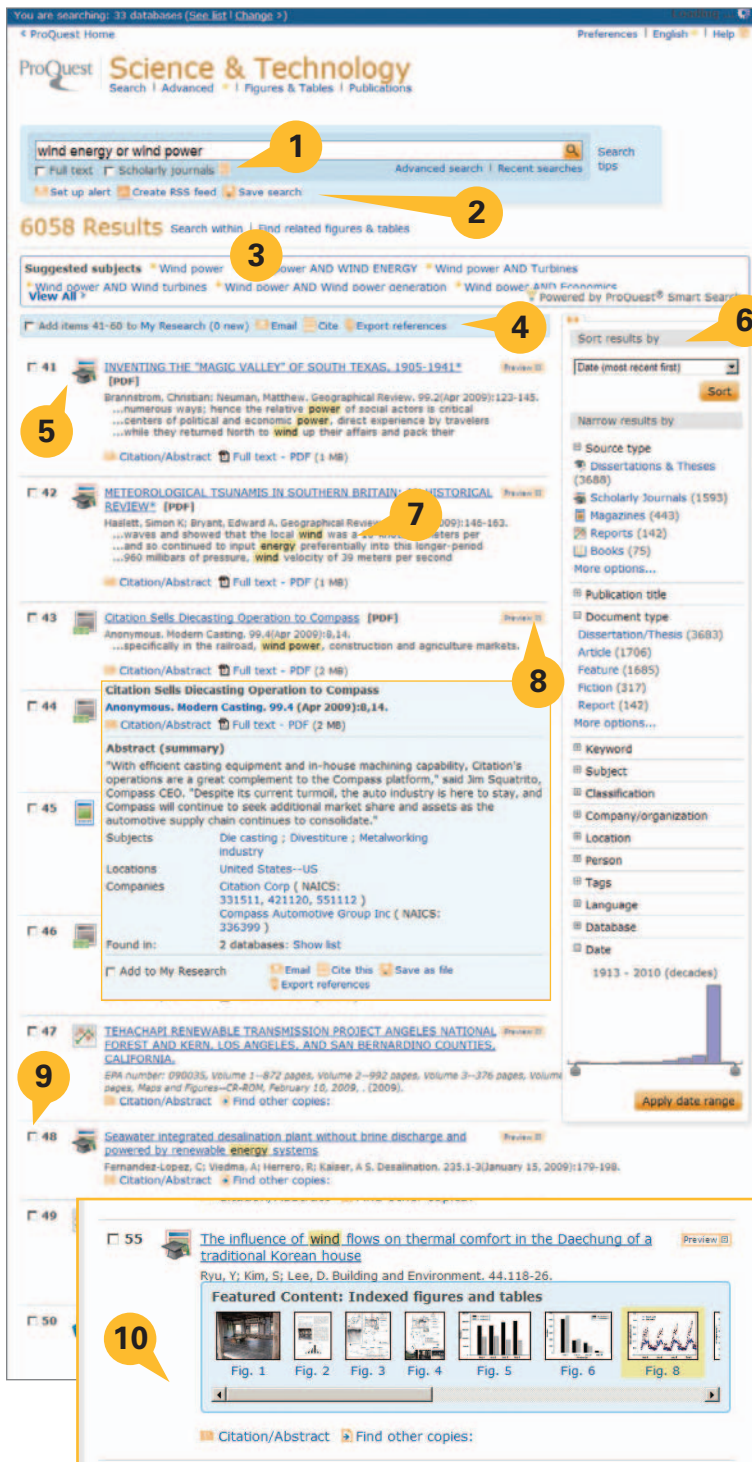 You are searching: 33 databases (See list | Change >)
< ProQuest Home
Preferences | English | Help
ProQuest
Science & Technology
Search | Advanced | Figures & Tables | Publications
wind energy or wind power
Search tips
Full text Scholarly journals
1
Advanced search | Recent searches
Set up alert Create RSS feed Save search
2
6058 Results Search within | Find related figures & tables
3
Suggested subjects Wind power power AND WIND ENERGY Wind power AND Turbines
Wind power AND Wind turbines Wind power AND Wind power generation Wind power AND Economics
View All >
Powered by ProQuest® Smart Search
Add items 41-60 to My Research (0 new) Email Cite Export references
4
5
41
INVENTING THE "MAGIC VALLEY" OF SOUTH TEXAS, 1905-1941*
[PDF]
Preview
Brannstrom, Christian; Neuman, Matthew. Geographical Review. 99.2(Apr 2009):123-145.
...numerous ways; hence the relative power of social actors is critical
...centers of political and economic power, direct experience by travelers
...while they returned North to wind up their affairs and pack their
Citation/Abstract Full text - PDF (1 MB)
42
METEOROLOGICAL TSUNAMIS IN SOUTHERN BRITAIN: HISTORICAL
REVIEW* [PDF]
Preview
7
Haslett, Simon K; Bryant, Edward A. Geographical Review 2009):146-163.
...waves and showed that the local wind was a meters per
...and so continued to input energy preferentially into this longer-period
...960 millibars of pressure, wind velocity of 39 meters per second
Citation/Abstract Full text - PDF (1 MB)
43
Citation Sells Diecasting Operation to Compass [PDF]
Preview
8
Anonymous. Modern Casting. 99.4(Apr 2009):8,14.
...specifically in the railroad, wind power, construction and agriculture markets.
Citation/Abstract Full text - PDF (2 MB)
44
Citation Sells Diecasting Operation to Compass
Anonymous. Modern Casting. 99.4 (Apr 2009):8,14.
Citation/Abstract Full text - PDF (2 MB)
Abstract (summary)
"With efficient casting equipment and in-house machining capability, Citation's
operations are a great complement to the Compass platform," said Jim Squatrito,
Compass CEO. "Despite its current turmoil, the auto industry is here to stay, and
Compass will continue to seek additional market share and assets as the
automotive supply chain continues to consolidate."
45
Subjects Die casting ; Divestiture ; Metalworking
industry
Locations United States--US
Companies Citation Corp ( NAICS:
331511, 421120, 551112 )
Compass Automotive Group Inc ( NAICS:
336399 )
46
Found in: 2 databases: Show list
Add to My Research Email Cite this Save as file
Export references
47
TEHACHAPI RENEWABLE TRANSMISSION PROJECT ANGELES NATIONAL
FOREST AND KERN, LOS ANGELES, AND SAN BERNARDINO COUNTIES,
CALIFORNIA.
Preview
EPA number: 090035, Volume 1--872 pages, Volume 2--992 pages, Volume 3--376 pages, Volume
pages, Maps and Figures--CR-ROM, February 10, 2009, . (2009).
Citation/Abstract Find other copies:
9
48
Seawater integrated desalination plant without brine discharge and
powered by renewable energy systems
Preview
Fernandez-Lopez, C; Viedma, A; Herrero, R; Kaiser, A S. Desalination. 235.1-3(January 15, 2009):179-198.
Citation/Abstract Find other copies:
49
50
6
Sort results by
Date (most recent first)
Sort
Narrow results by
Source type
Dissertations & Theses
(3688)
Scholarly Journals (1593)
Magazines (443)
Reports (142)
Books (75)
More options...
Publication title
Document type
Dissertation/Thesis (3683)
Article (1706)
Feature (1685)
Fiction (317)
Report (142)
More options...
Keyword
Subject
Classification
Company/organization
Location
Person
Tags
Language
Database
Date
1913 - 2010 (decades)
Apply date range
10
55
The influence of wind flows on thermal comfort in the Daechung of a
traditional Korean house
Preview
Ryu, Y; Kim, S; Lee, D. Building and Environment. 44.118-26.
Featured Content: Indexed figures and tables
Fig. 1 Fig. 2 Fig. 3 Fig. 4 Fig. 5 Fig. 6 Fig. 8
Citation/Abstract Find other copies: